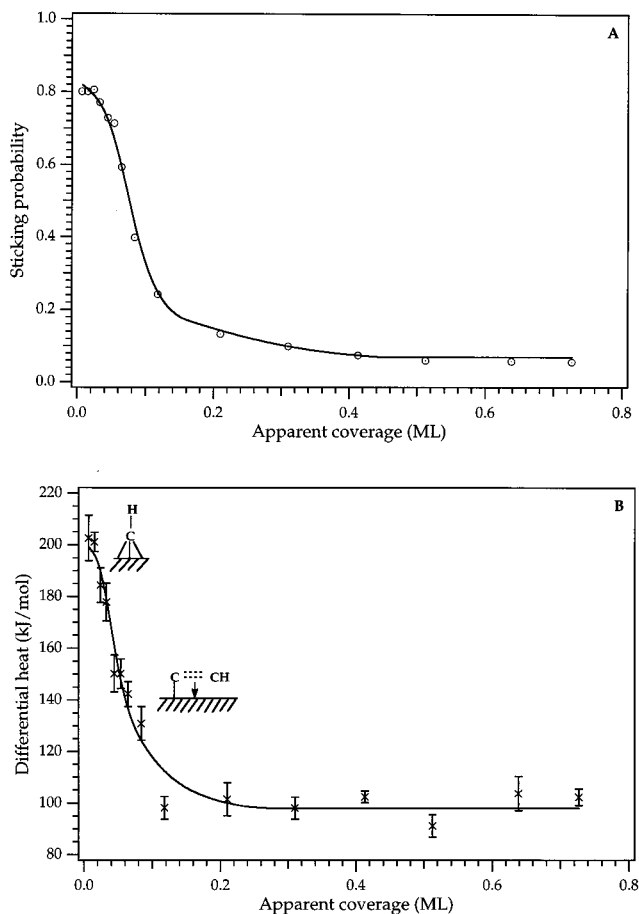 A
1.0
0.8
0.6
0.4
0.2
0.0
Sticking probability
0.0 0.2 0.4 0.6 0.8
Apparent coverage (ML)
B
220
200
180
160
140
120
100
80
Differential heat (kJ/mol)
H
C
C CH
0.0 0.2 0.4 0.6 0.8
Apparent coverage (ML)